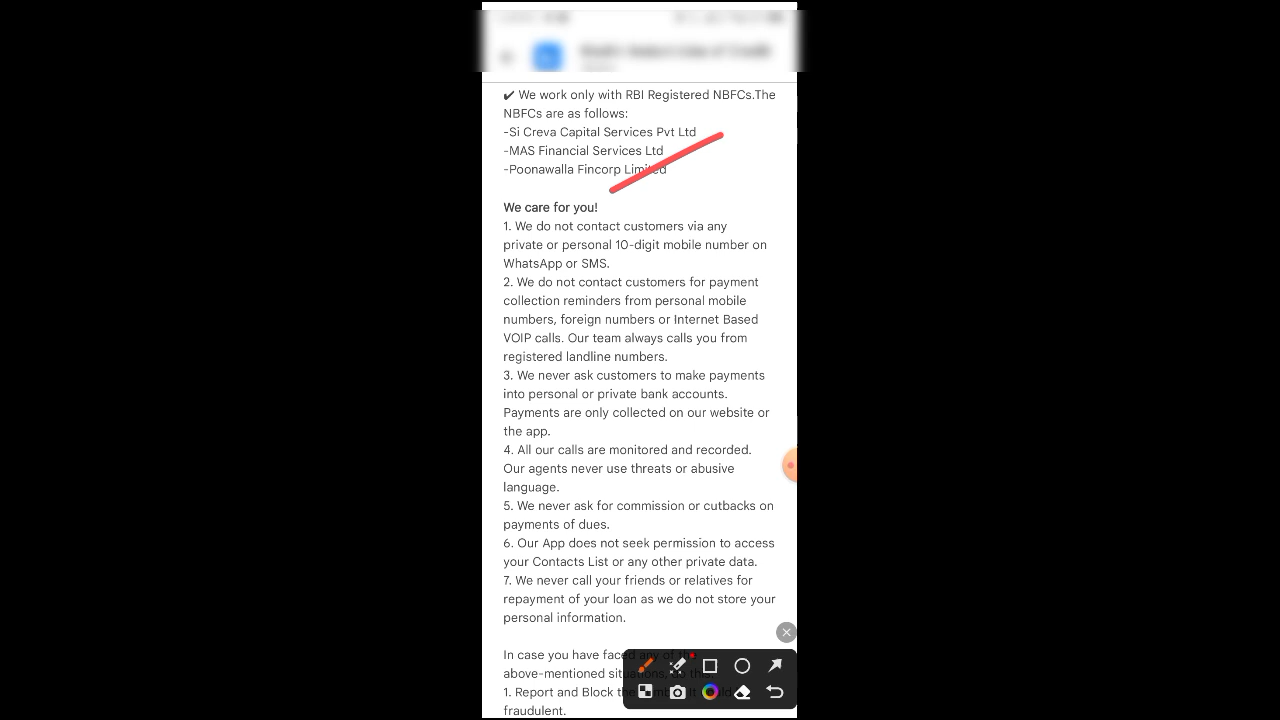 ✔ We work only with RBI Registered NBFCs.The
NBFCs are as follows:
-Si Creva Capital Services Pvt Ltd
-MAS Financial Services Ltd
-Poonawalla Fincorp Limited
We care for you!
1. We do not contact customers via any
private or personal 10-digit mobile number on
WhatsApp or SMS.
2. We do not contact customers for payment
collection reminders from personal mobile
numbers, foreign numbers or Internet Based
VOIP calls. Our team always calls you from
registered landline numbers.
3. We never ask customers to make payments
into personal or private bank accounts.
Payments are only collected on our website or
the app.
4. All our calls are monitored and recorded.
Our agents never use threats or abusive
language.
5. We never ask for commission or cutbacks on
payments of dues.
6. Our App does not seek permission to access
your Contacts List or any other private data.
7. We never call your friends or relatives for
repayment of your loan as we do not store your
personal information.
In case you have faced any of the
above-mentioned situations, do this:
1. Report and Block the
fraudulent.